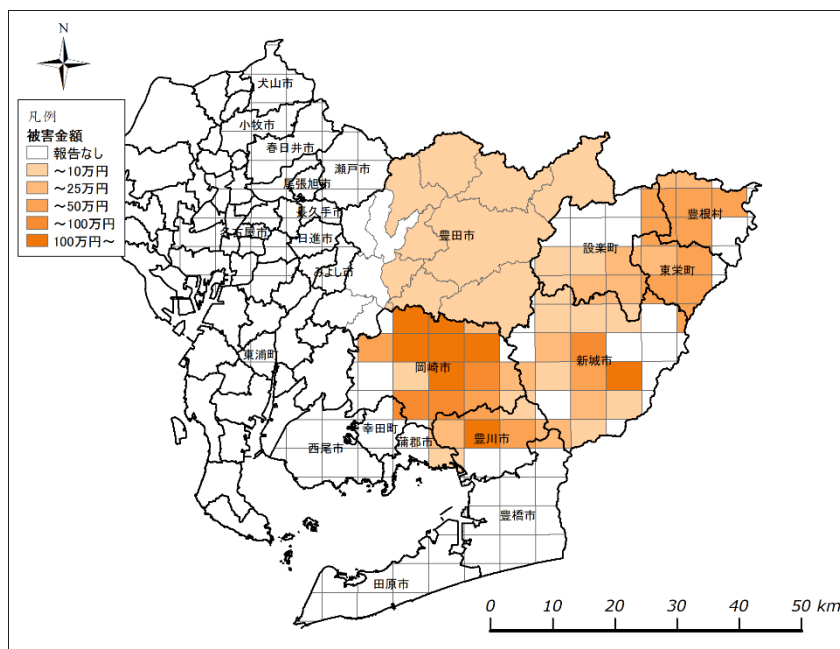 N
凡例
被害金額
報告なし
～10万円
～25万円
～50万円
～100万円
100万円～
犬山市
小牧市
春日井市
瀬戸市
尾張旭市
長久手市
名古屋市
日進市
みよし市
豊田市
設楽町
豊根村
東栄町
東浦町
岡崎市
新城市
幸田町
蒲郡市
豊川市
西尾市
豊橋市
田原市
0 10 20 30 40 50 km